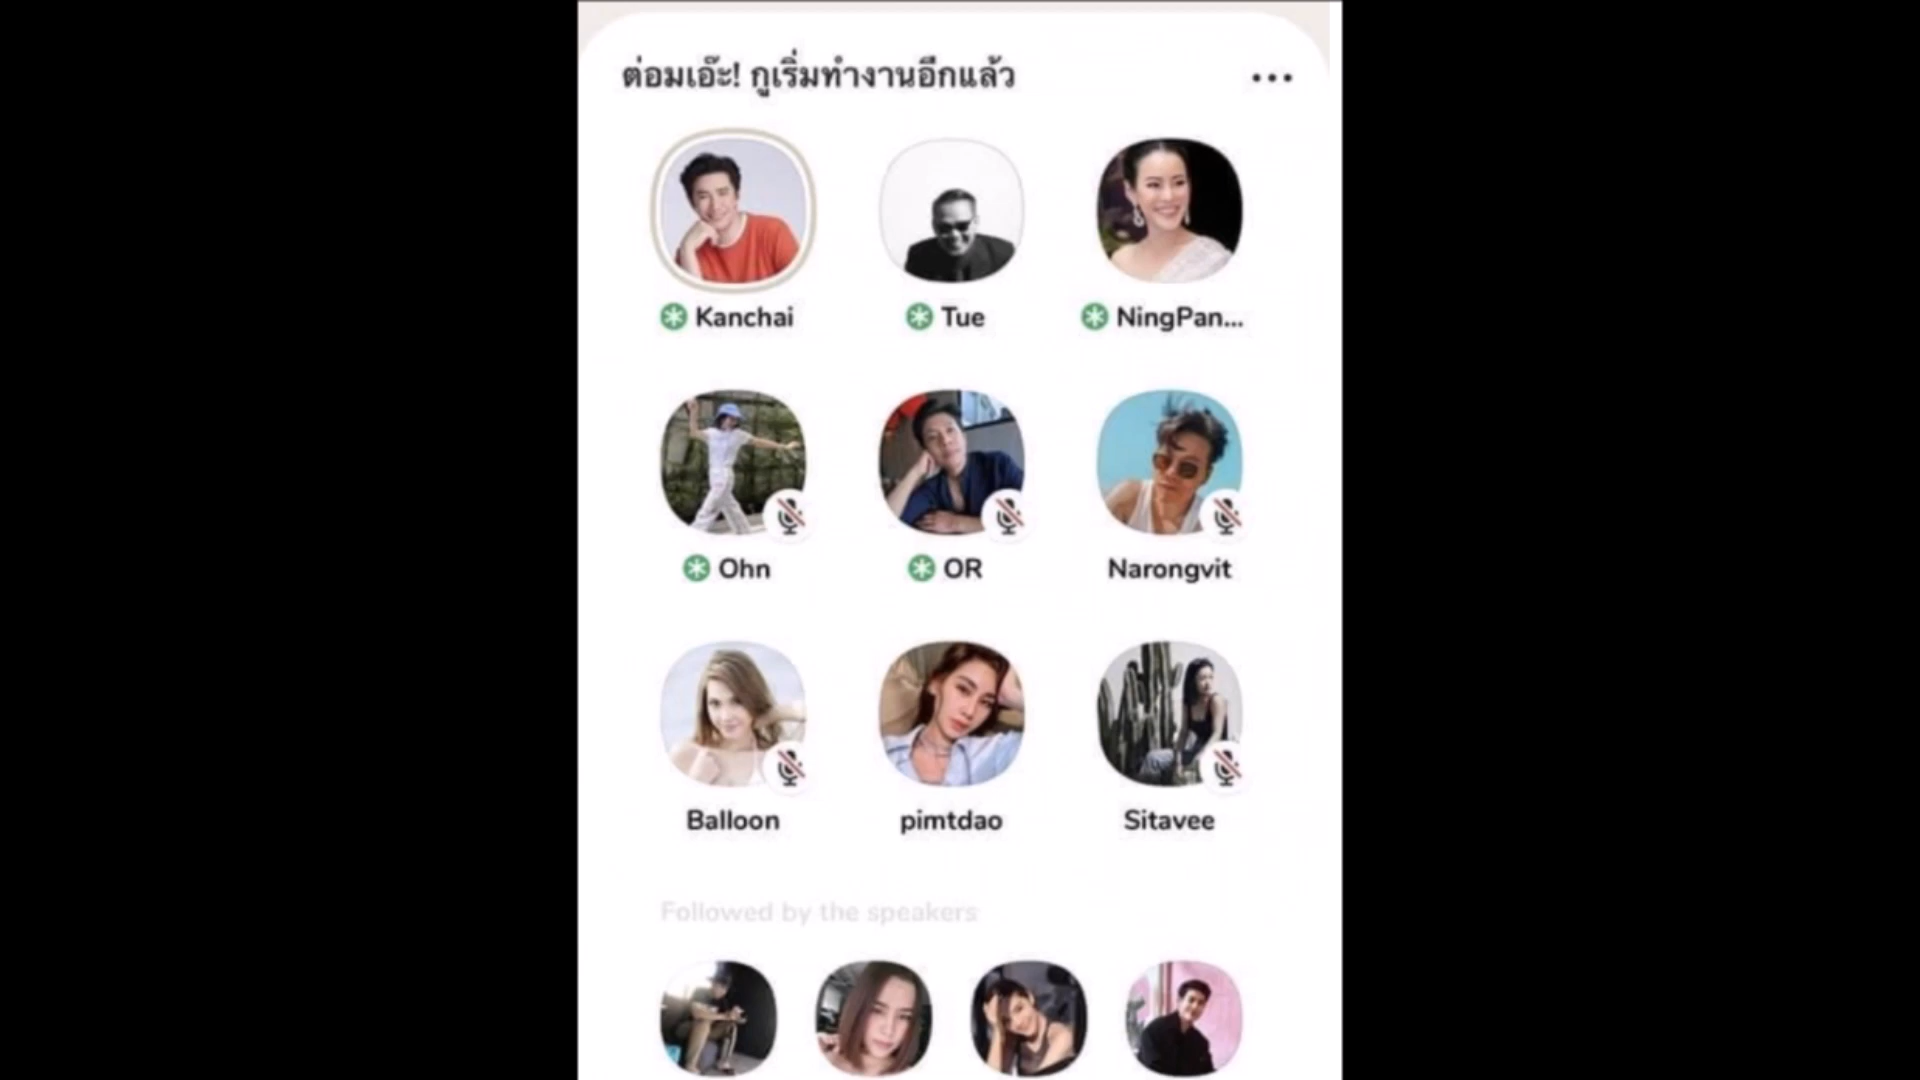 ต่อมเอ๊ะ! กูเริ่มทำงานอีกแล้ว
Kanchai
Tue
NingPan...
Ohn
OR
Narongvit
Balloon
pimtdao
Sitavee
Followed by the speakers